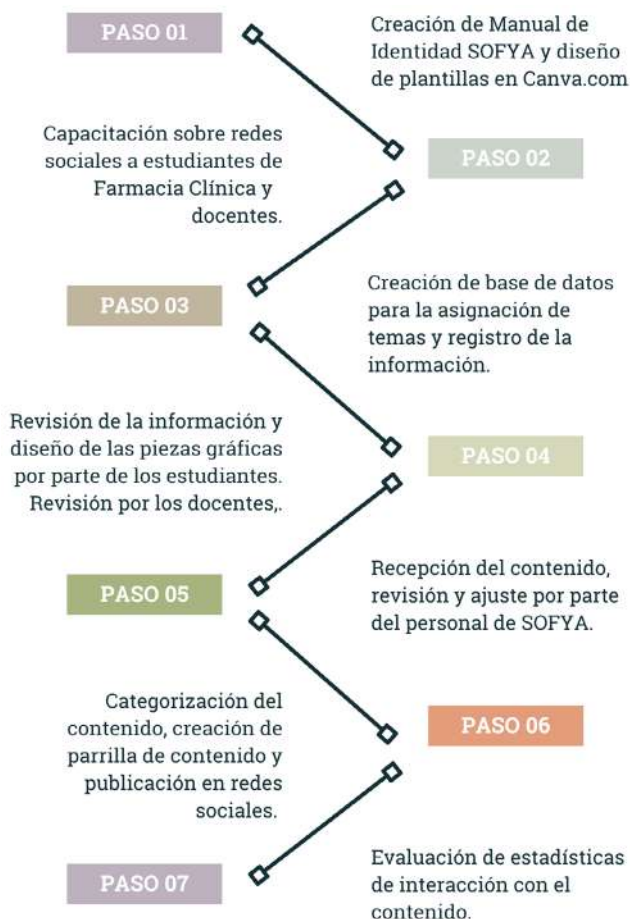 PASO 01
Creación de Manual de
Identidad SOFYA y diseño
de plantillas en Canva.com
Capacitación sobre redes
sociales a estudiantes de
Farmacia Clínica y
docentes.
PASO 02
PASO 03
Creación de base de datos
para la asignación de
temas y registro de la
información.
Revisión de la información y
diseño de las piezas gráficas
por parte de los estudiantes.
Revisión por los docentes,.
PASO 04
PASO 05
Recepción del contenido,
revisión y ajuste por parte
del personal de SOFYA.
Categorización del
contenido, creación de
parrilla de contenido y
publicación en redes
sociales.
PASO 06
PASO 07
Evaluación de estadísticas
de interacción con el
contenido.